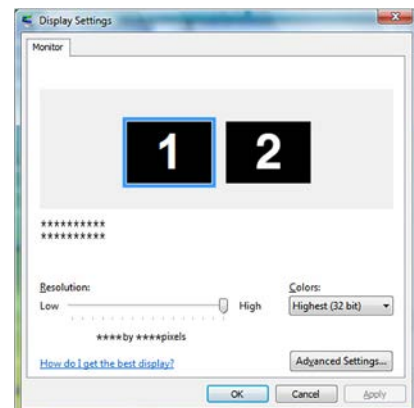 Display Settings
Monitor
1 2
**********
**********
Resolution: Colors:
Low High Highest (32 bit)
****by ****pixels
How do I get the best display? Advanced Settings...
OK Cancel Apply